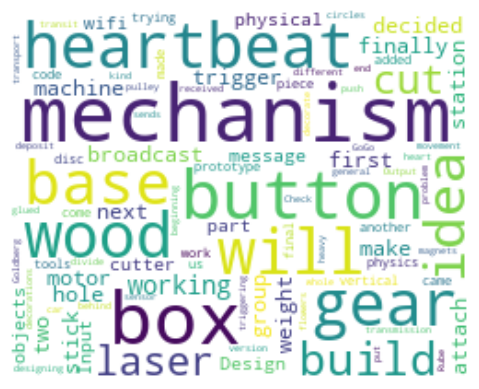 transit circles
wifi trying physical decided
heartbeat finally
transport code kind pulley made received different end added cut station
machine trigger piece push
mechanism
sends decorate GoGo movement
deposit disc broadcast message first heart problem
base prototype Check general Output
button idea
glued come next beginning part another magnets
wood will final heavy make physics came
tools divide cutter us work
Goldberg decorations motor car behind hole working sensor triggering group weight whole vertical
objects two stick Input box version flowers gear transmission attach
designing laser Design put build Rube